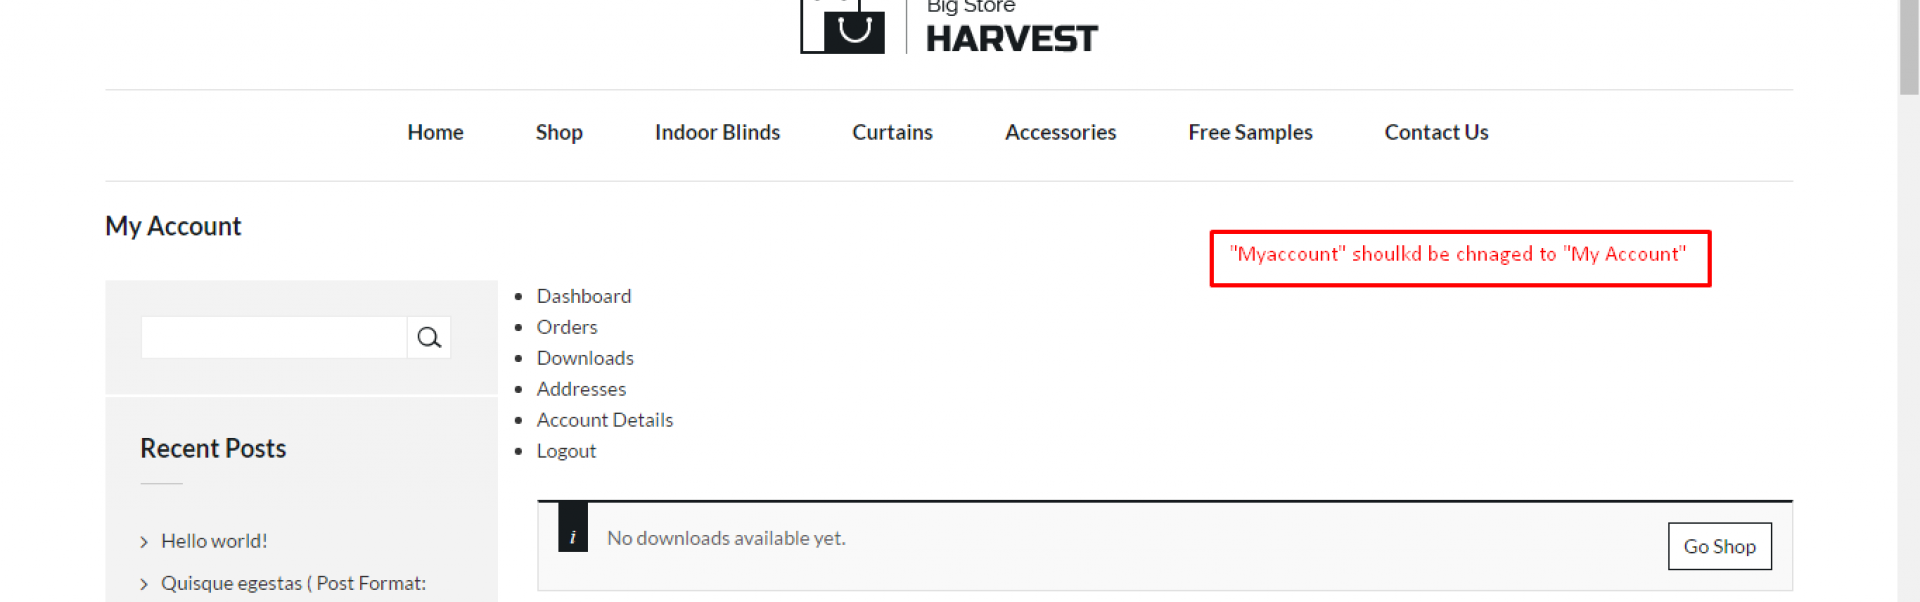 Big Store
HARVEST
Home Shop Indoor Blinds Curtains Accessories Free Samples Contact Us
My Account
"Myaccount" shoulkd be chnaged to "My Account"
Dashboard
Orders
Downloads
Addresses
Account Details
Logout
Recent Posts
Hello world!
Quisque egestas ( Post Format:
i No downloads available yet.
Go Shop